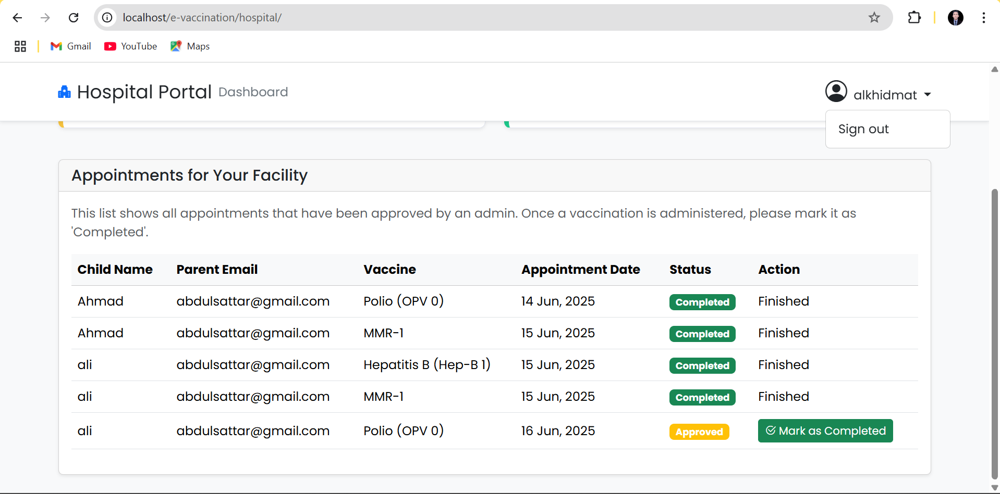 localhost/e-vaccination/hospital/
Gmail YouTube Maps
Hospital Portal Dashboard
alkhidmat
Sign out
Appointments for Your Facility
This list shows all appointments that have been approved by an admin. Once a vaccination is administered, please mark it as
'Completed'.
Child Name Parent Email Vaccine Appointment Date Status Action
Ahmad abdulsattar@gmail.com Polio (OPV 0) 14 Jun, 2025 Completed Finished
Ahmad abdulsattar@gmail.com MMR-1 15 Jun, 2025 Completed Finished
ali abdulsattar@gmail.com Hepatitis B (Hep-B 1) 15 Jun, 2025 Completed Finished
ali abdulsattar@gmail.com MMR-1 15 Jun, 2025 Completed Finished
ali abdulsattar@gmail.com Polio (OPV 0) 16 Jun, 2025 Approved Mark as Completed